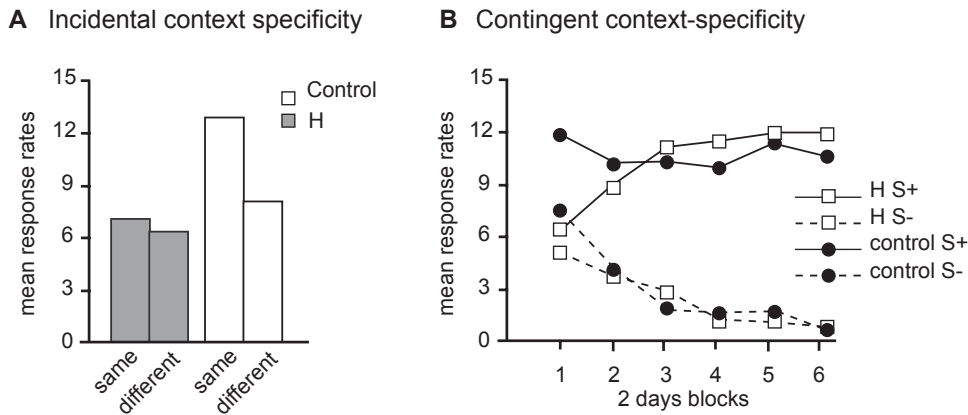 A Incidental context specificity
mean response rates
15
12
9
6
3
0
Control
H
same
different
same
different
B Contingent context-specificity
mean response rates
15
12
9
6
3
0
H S+
H S-
control S+
control S-
1 2 3 4 5 6
2 days blocks